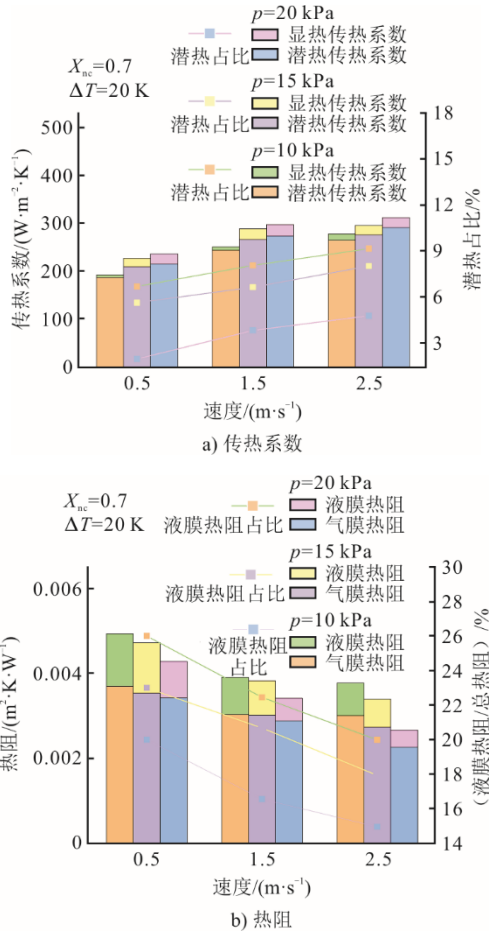 p=20 kPa
显热传热系数
潜热占比 潜热传热系数
X_nc=0.7
ΔT=20 K
p=15 kPa
显热传热系数
潜热占比 潜热传热系数
p=10 kPa
显热传热系数
潜热占比 潜热传热系数
传热系数/(W·m⁻²·K⁻¹)
500
400
300
200
100
0
18
15
12
9
6
3
潜热占比/%
0.5 1.5 2.5
速度/(m·s⁻¹)
a) 传热系数
X_nc=0.7
ΔT=20 K
p=20 kPa
液膜热阻
液膜热阻占比 气膜热阻
p=15 kPa
液膜热阻
液膜热阻占比 气膜热阻
p=10 kPa
液膜热阻 液膜热阻
占比 气膜热阻
热阻/(m²·K·W⁻¹)
0.006
0.004
0.002
0
30
28
26
24
22
20
18
16
14
(液膜热阻/总热阻)/%
0.5 1.5 2.5
速度/(m·s⁻¹)
b) 热阻